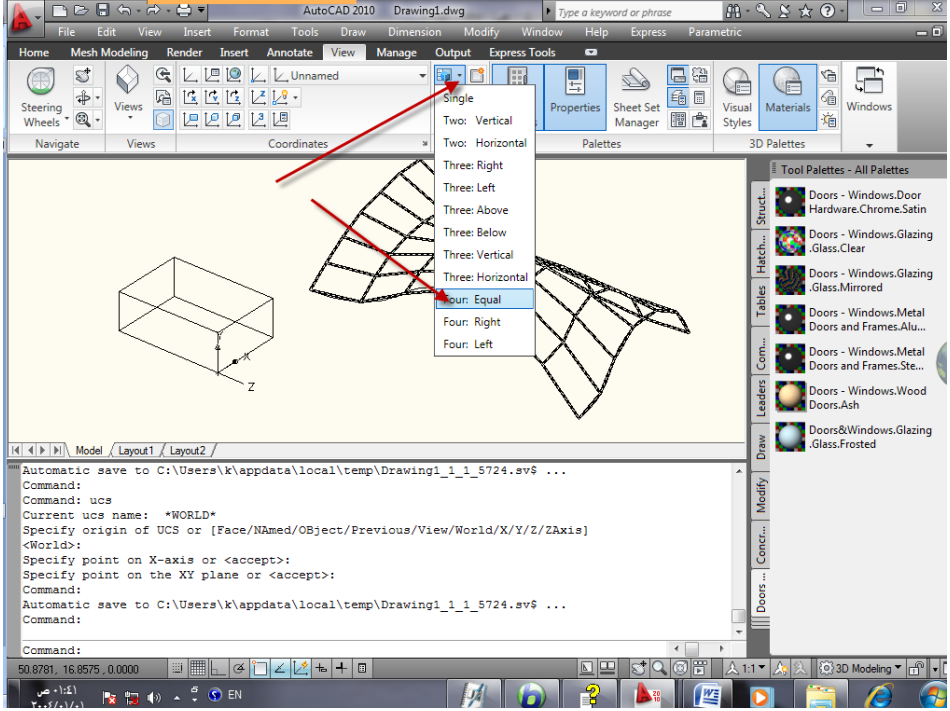 AutoCAD 2010 Drawing1.dwg
Type a keyword or phrase
File Edit View Insert Format Tools Draw Dimension Modify Window Help Express Parametric
Home Mesh Modeling Render Insert Annotate View Manage Output Express Tools
Unnamed
Steering
Wheels
Views
Properties
Sheet Set
Manager
Visual
Styles
Materials
Windows
Navigate Views Coordinates Palettes 3D Palettes
Single
Two: Vertical
Two: Horizontal
Three: Right
Three: Left
Three: Above
Three: Below
Three: Vertical
Three: Horizontal
Four: Equal
Four: Right
Four: Left
X
Z
Tool Palettes - All Palettes
Struct...
Hatch...
Tables
Com...
Leaders
Draw
Modify
Concr...
Doors ...
Doors - Windows.Door
Hardware.Chrome.Satin
Doors - Windows.Glazing
.Glass.Clear
Doors - Windows.Glazing
.Glass.Mirrored
Doors - Windows.Metal
Doors and Frames.Alu...
Doors - Windows.Metal
Doors and Frames.Ste...
Doors - Windows.Wood
Doors.Ash
Doors&Windows.Glazing
.Glass.Frosted
Model Layout1 Layout2
Automatic save to C:\Users\k\appdata\local\temp\Drawing1_1_1_5724.sv$ ...
Command:
Command: ucs
Current ucs name: *WORLD*
Specify origin of UCS or [Face/NAmed/OBject/Previous/View/World/X/Y/Z/ZAxis]
<World>:
Specify point on X-axis or <accept>:
Specify point on the XY plane or <accept>:
Command:
Automatic save to C:\Users\k\appdata\local\temp\Drawing1_1_1_5724.sv$ ...
Command:
Command:
50.8781, 16.8575, 0.0000
1:1
3D Modeling
EN
٠١:٤١ ص
٢٠٠٤/٠١/٠١